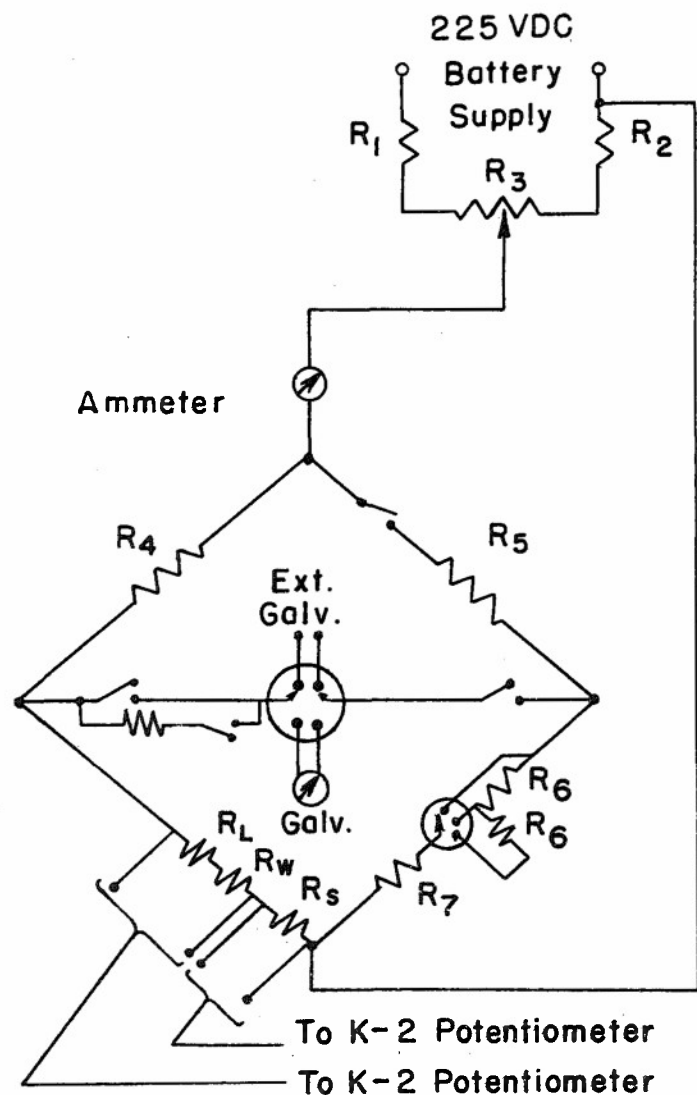 225 VDC
Battery
Supply
R1
R2
R3
Ammeter
R4
R5
Ext.
Galv.
Galv.
R6
R6
RL
RW
RS
R7
To K-2 Potentiometer
To K-2 Potentiometer